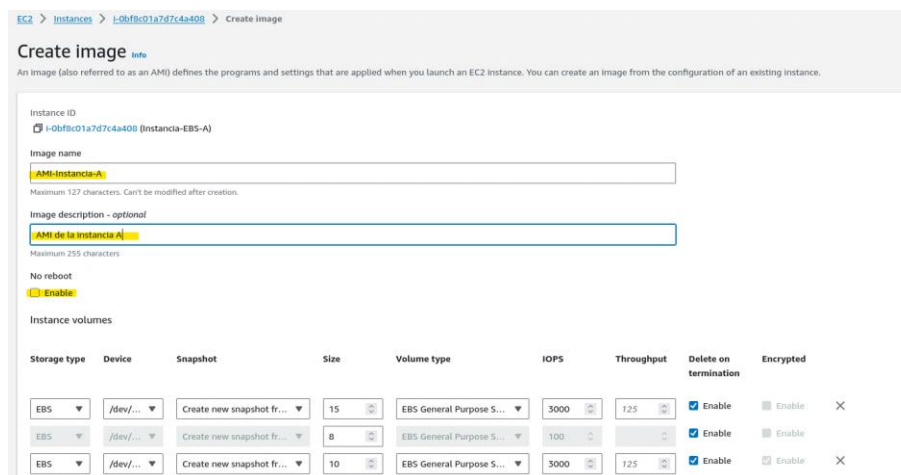 EC2 > Instances > i-0bf8c01a7d7c4a408 > Create image
Create image Info
An image (also referred to as an AMI) defines the programs and settings that are applied when you launch an EC2 instance. You can create an image from the configuration of an existing instance.
Instance ID
i-0bf8c01a7d7c4a408 (Instancia-EBS-A)
Image name
AMI-Instancia-A
Maximum 127 characters. Can't be modified after creation.
Image description - optional
AMI de la instancia A
Maximum 255 characters
No reboot
Enable
Instance volumes
Storage type Device Snapshot Size Volume type IOPS Throughput Delete on termination Encrypted
EBS /dev/... Create new snapshot fr... 15 EBS General Purpose S... 3000 125 Enable Enable
EBS /dev/... Create new snapshot fr... 8 EBS General Purpose S... 100 Enable Enable
EBS /dev/... Create new snapshot fr... 10 EBS General Purpose S... 3000 125 Enable Enable